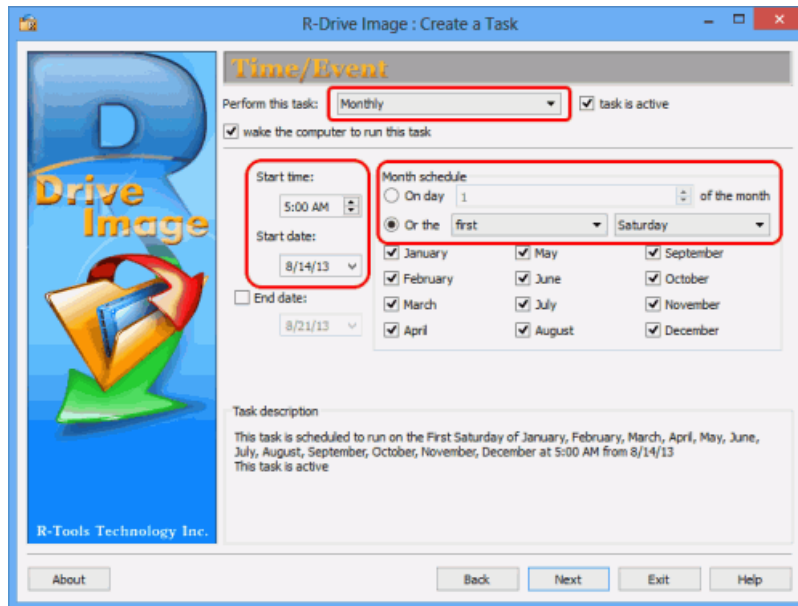 R-Drive Image : Create a Task
R
Drive
Image
R-Tools Technology Inc.
Time/Event
Perform this task: Monthly task is active
wake the computer to run this task
Start time:
5:00 AM
Start date:
8/14/13
End date:
8/21/13
Month schedule
On day 1 of the month
Or the first Saturday
January May September
February June October
March July November
April August December
Task description
This task is scheduled to run on the First Saturday of January, February, March, April, May, June,
July, August, September, October, November, December at 5:00 AM from 8/14/13
This task is active
About Back Next Exit Help